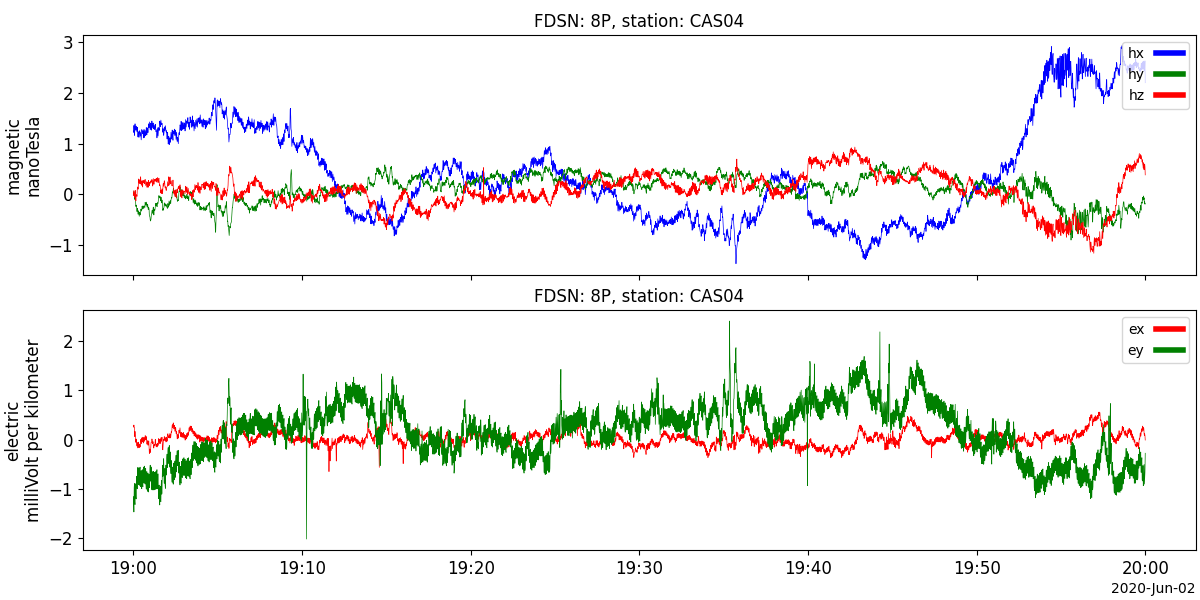 FDSN: 8P, station: CAS04
magnetic
nanoTesla
3
2
1
0
−1
hx
hy
hz
FDSN: 8P, station: CAS04
electric
milliVolt per kilometer
2
1
0
−1
−2
ex
ey
19:00 19:10 19:20 19:30 19:40 19:50 20:00
2020-Jun-02